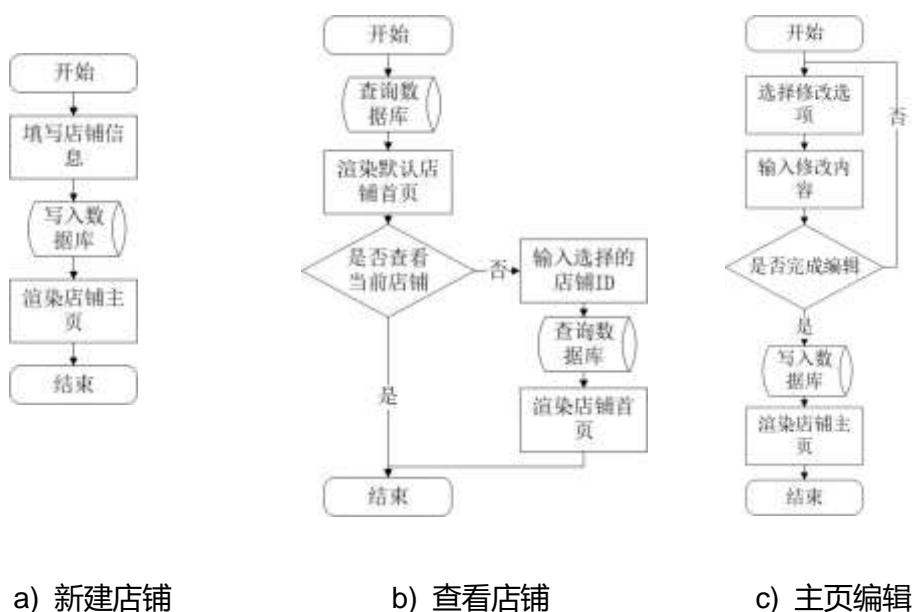 开始
填写店铺信
息
写入数
据库
渲染店铺主
页
结束
开始
查询数
据库
渲染默认店
铺首页
是否查看
当前店铺
否
输入选择的
店铺ID
查询数
据库
渲染店铺首
页
是
结束
开始
选择修改选
项
输入修改内
容
是否完成编辑
否
是
写入数
据库
渲染店铺主
页
结束
a) 新建店铺
b) 查看店铺
c) 主页编辑